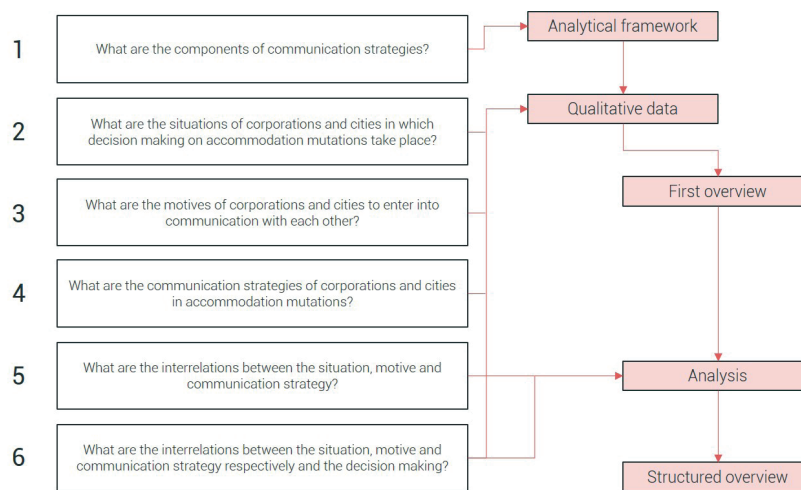 1
What are the components of communication strategies?
Analytical framework
2
What are the situations of corporations and cities in which
decision making on accommodation mutations take place?
Qualitative data
3
What are the motives of corporations and cities to enter into
communication with each other?
First overview
4
What are the communication strategies of corporations and cities
in accommodation mutations?
5
What are the interrelations between the situation, motive and
communication strategy?
Analysis
6
What are the interrelations between the situation, motive and
communication strategy respectively and the decision making?
Structured overview